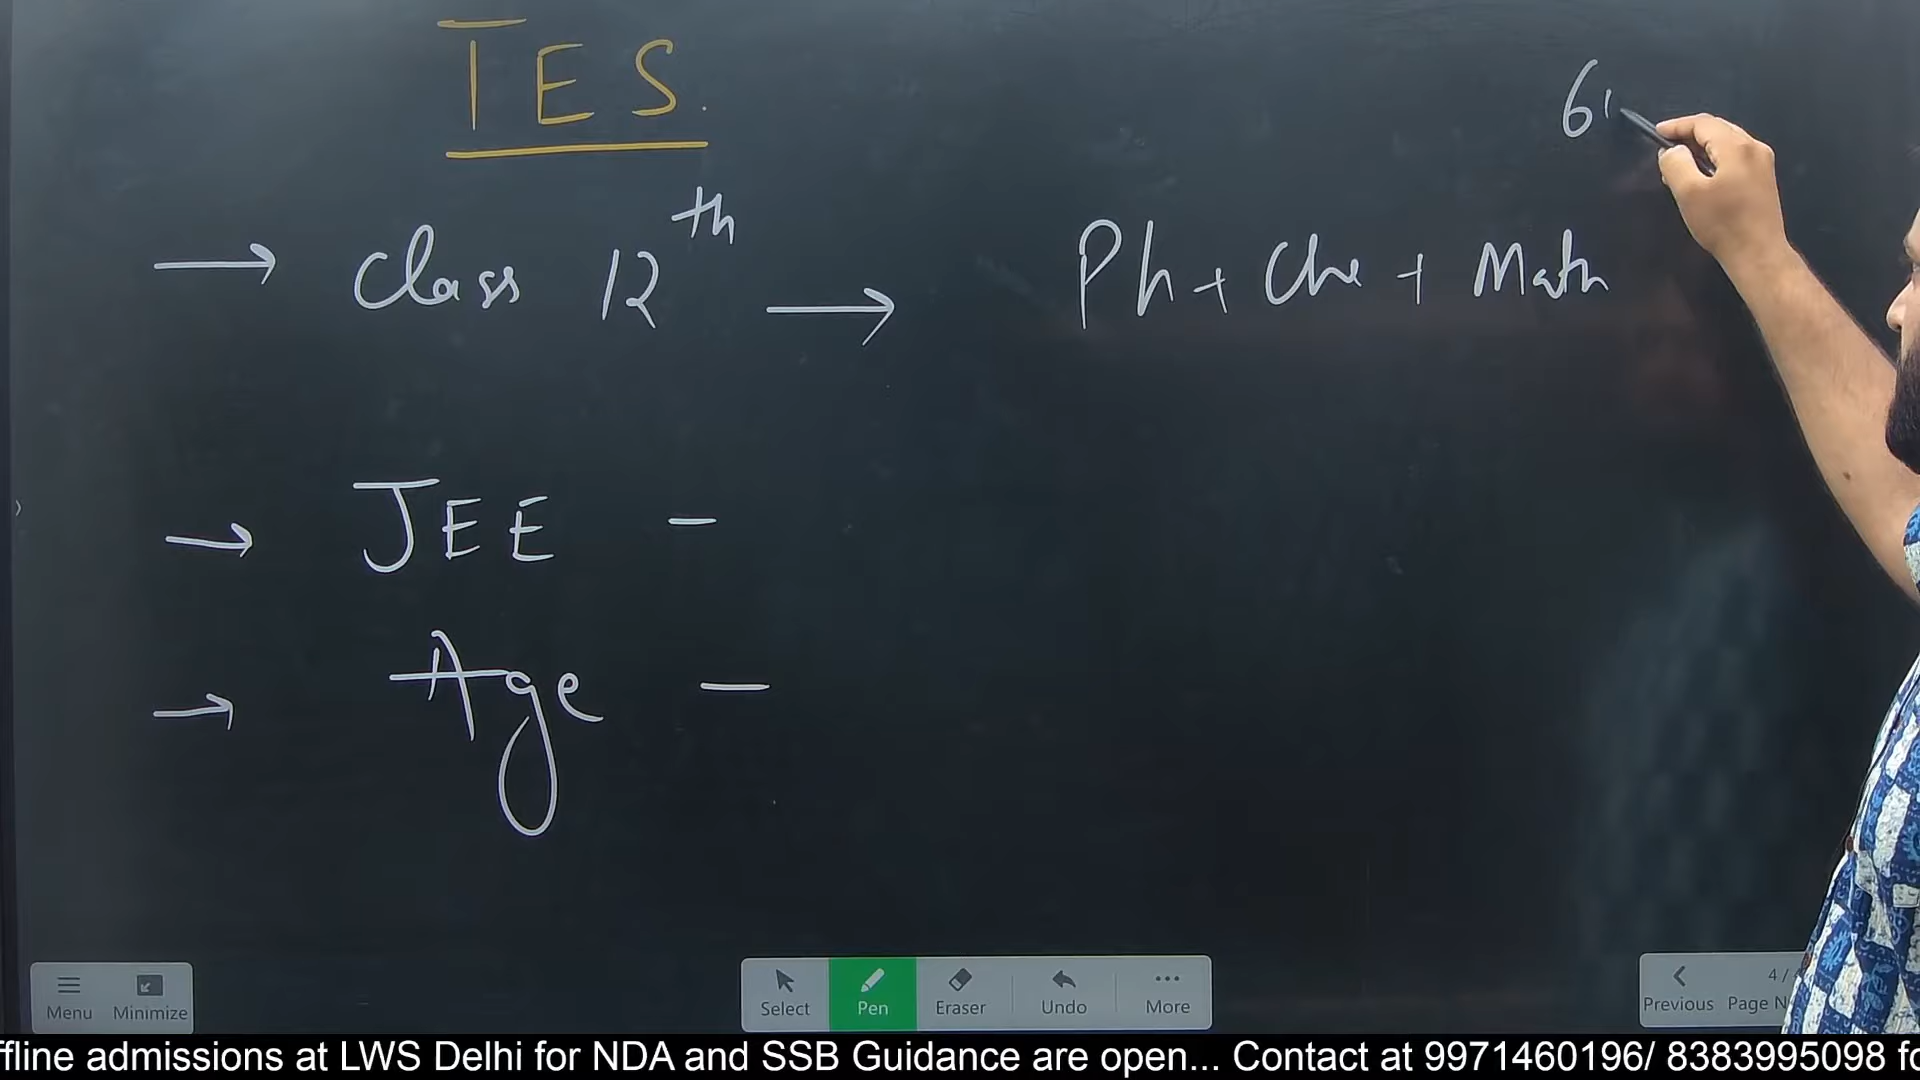 TES.
6
→ Class 12th → Ph + Che + Math
→ JEE –
→ Age –
Menu Minimize Select Pen Eraser Undo More Previous Page N 4 /
ffline admissions at LWS Delhi for NDA and SSB Guidance are open... Contact at 9971460196/ 8383995098 fo